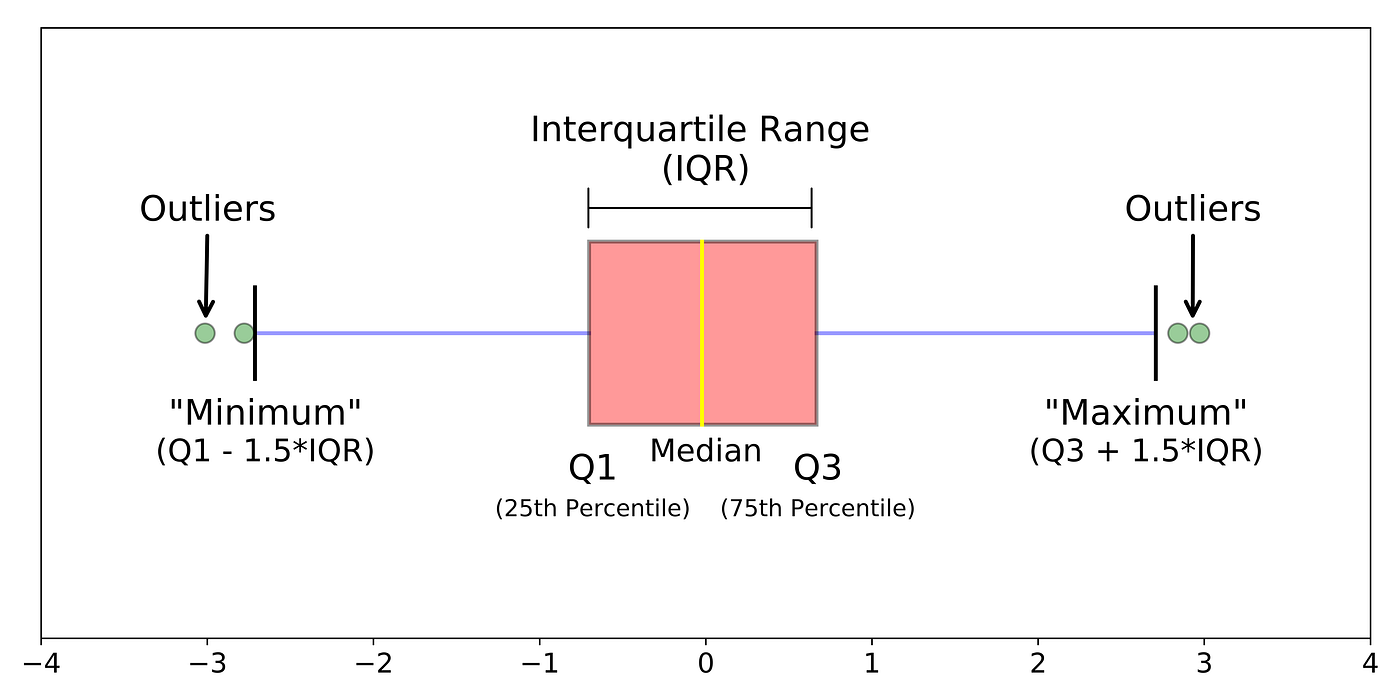 Interquartile Range
(IQR)
Outliers
Outliers
"Minimum"
(Q1 - 1.5*IQR)
"Maximum"
(Q3 + 1.5*IQR)
Q1
Median
Q3
(25th Percentile)
(75th Percentile)
−4
−3
−2
−1
0
1
2
3
4